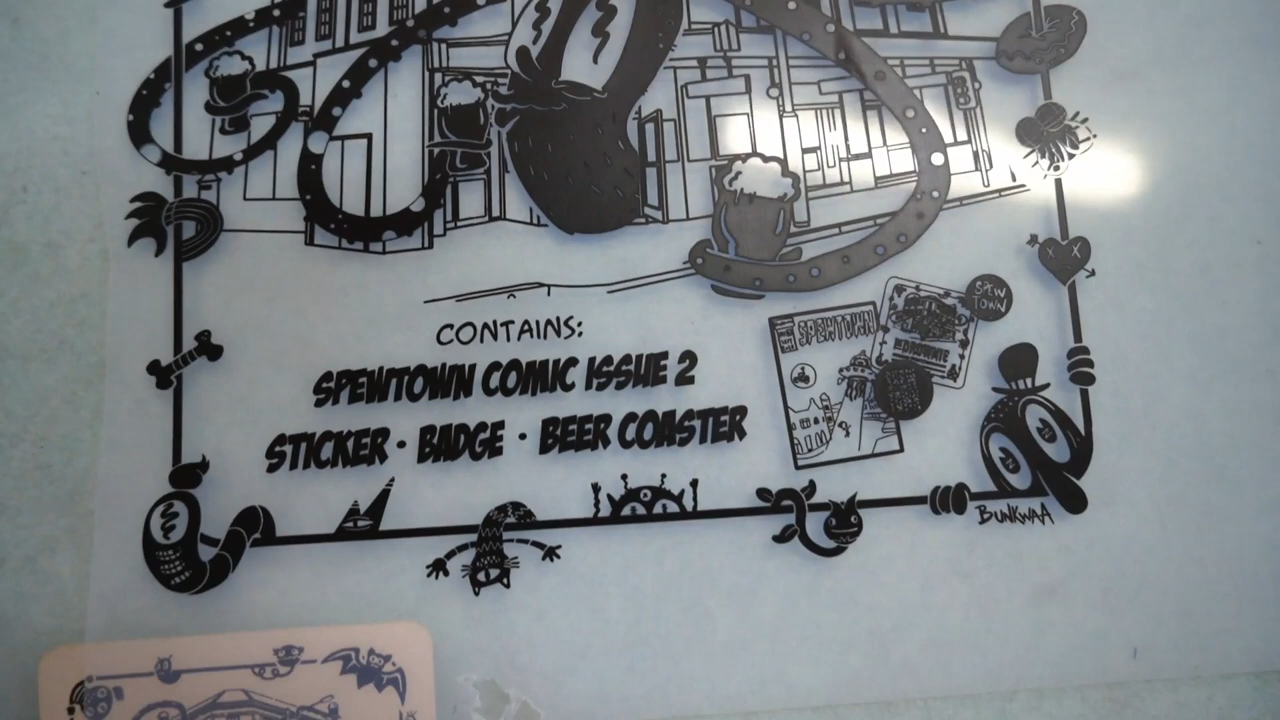 CONTAINS:
SPEWTOWN COMIC ISSUE 2
STICKER · BADGE · BEER COASTER
SPEWTOWN
SPEW
TOWN
BUNKWAA